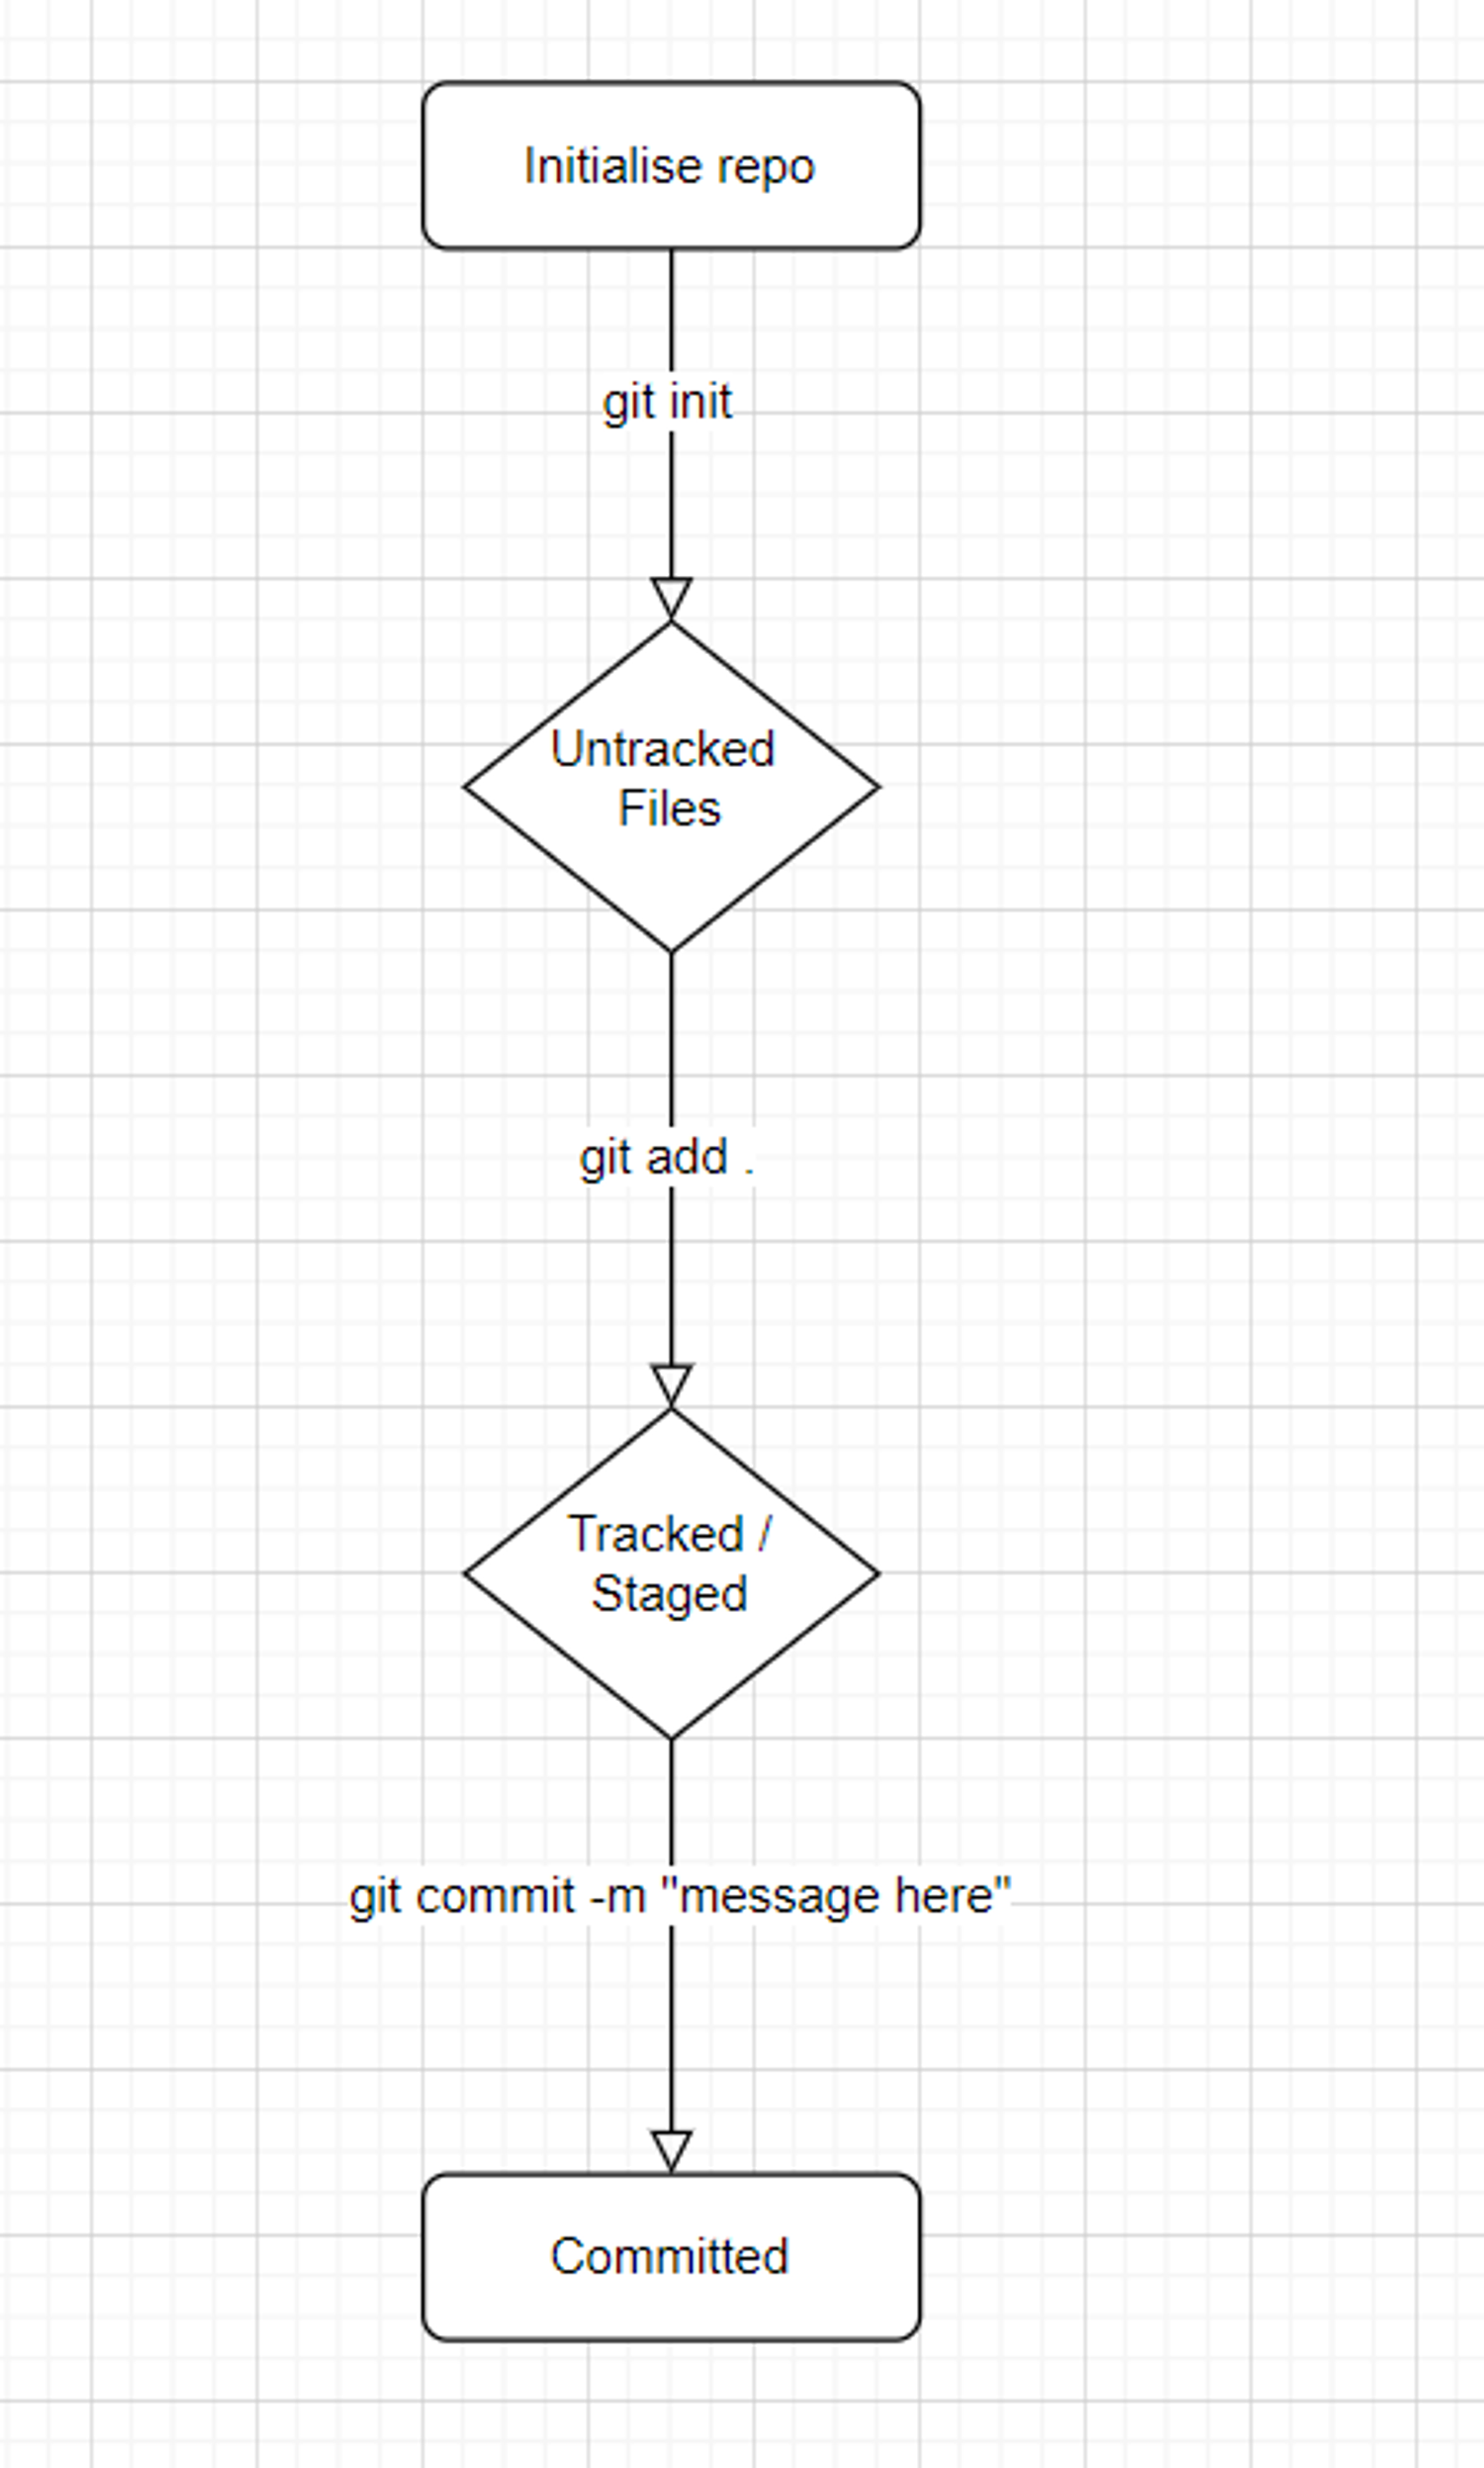 Initialise repo
git init
Untracked
Files
git add .
Tracked /
Staged
git commit -m "message here"
Committed